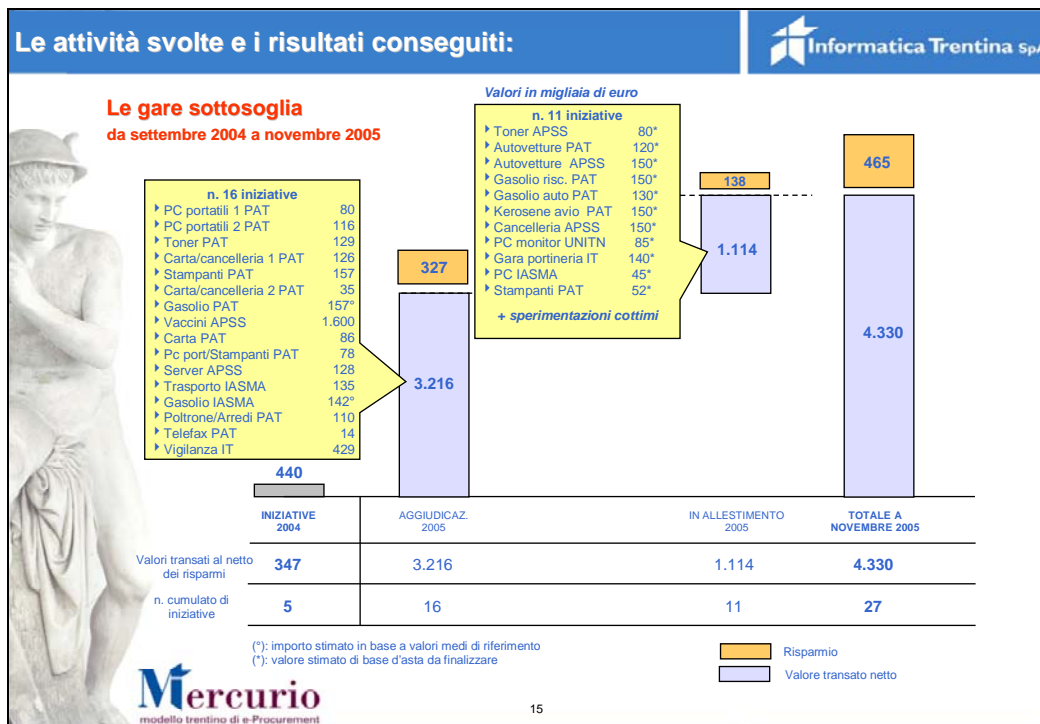 Le attività svolte e i risultati conseguiti:
Informatica Trentina SpA
Le gare sottosoglia
da settembre 2004 a novembre 2005
Valori in migliaia di euro
n. 16 iniziative
PC portatili 1 PAT 80
PC portatili 2 PAT 116
Toner PAT 129
Carta/cancelleria 1 PAT 126
Stampanti PAT 157
Carta/cancelleria 2 PAT 35
Gasolio PAT 157°
Vaccini APSS 1.600
Carta PAT 86
Pc port/Stampanti PAT 78
Server APSS 128
Trasporto IASMA 135
Gasolio IASMA 142°
Poltrone/Arredi PAT 110
Telefax PAT 14
Vigilanza IT 429
n. 11 iniziative
Toner APSS 80*
Autovetture PAT 120*
Autovetture APSS 150*
Gasolio risc. PAT 150*
Gasolio auto PAT 130*
Kerosene avio PAT 150*
Cancelleria APSS 150*
PC monitor UNITN 85*
Gara portineria IT 140*
PC IASMA 45*
Stampanti PAT 52*
+ sperimentazioni cottimi
440
327
3.216
138
1.114
465
4.330
INIZIATIVE 2004
AGGIUDICAZ. 2005
IN ALLESTIMENTO 2005
TOTALE A NOVEMBRE 2005
Valori transati al netto dei risparmi 347 3.216 1.114 4.330
n. cumulato di iniziative 5 16 11 27
(°): importo stimato in base a valori medi di riferimento
(*): valore stimato di base d'asta da finalizzare
Risparmio
Valore transato netto
Mercurio
modello trentino di e-Procurement
15